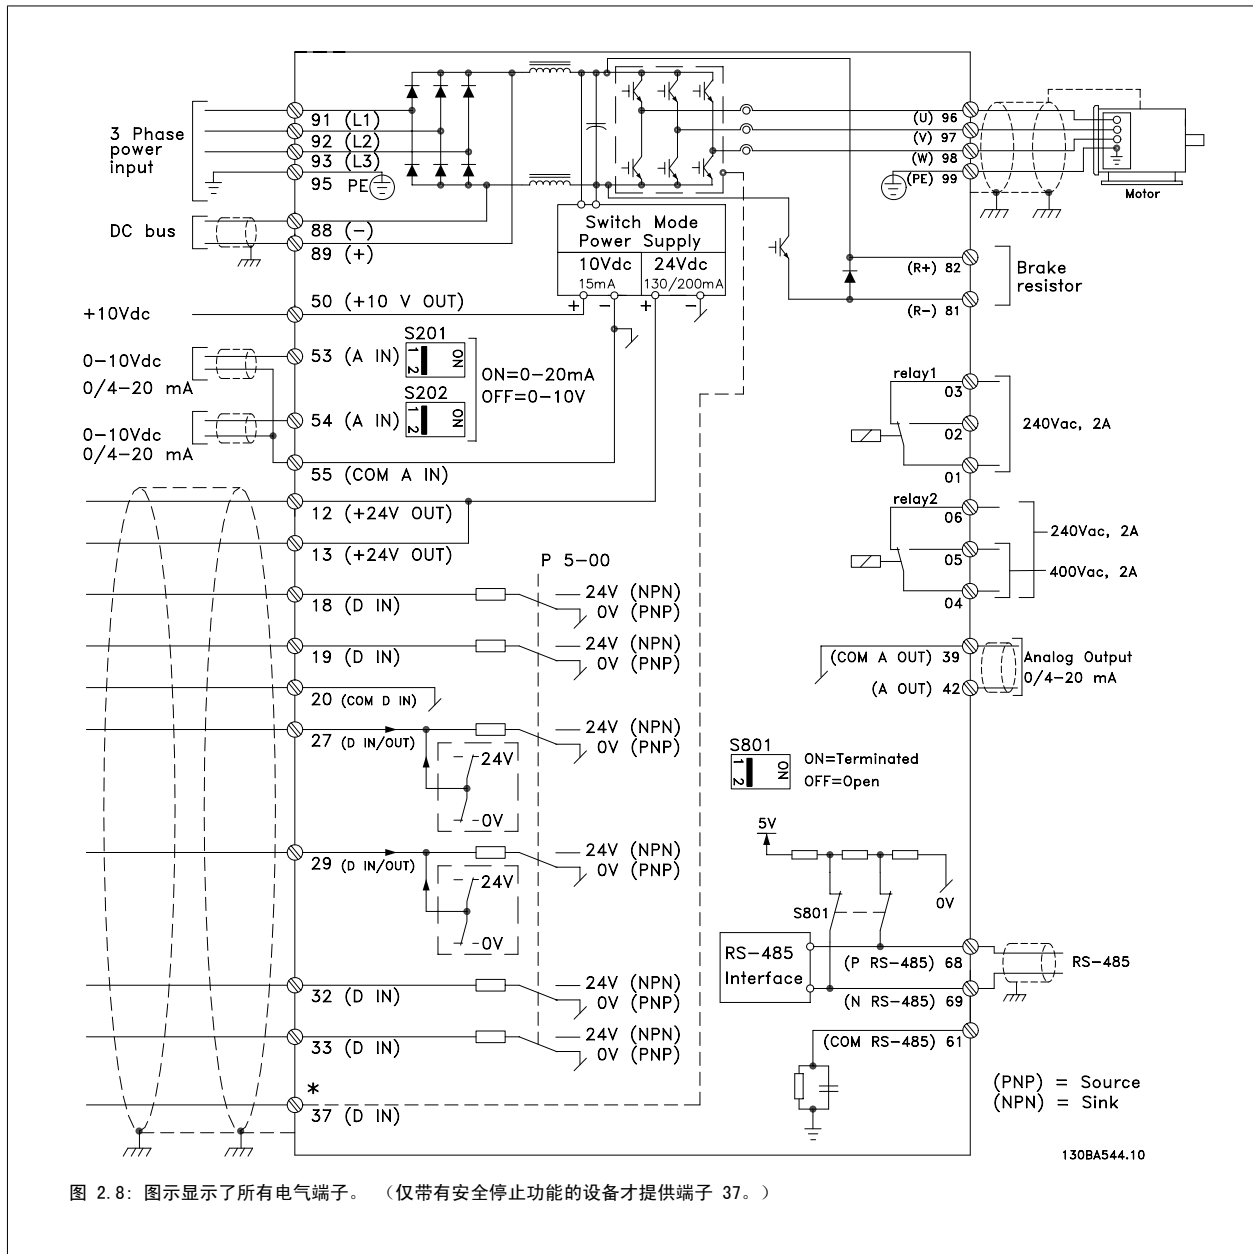 3 Phase
power
input
91 (L1)
92 (L2)
93 (L3)
95 PE
DC bus
88 (-)
89 (+)
Switch Mode
Power Supply
10Vdc
15mA
24Vdc
130/200mA
+ - + -
(U) 96
(V) 97
(W) 98
(PE) 99
Motor
(R+) 82
(R-) 81
Brake
resistor
+10Vdc
50 (+10 V OUT)
0-10Vdc
0/4-20 mA
53 (A IN)
S201
1 2
ON
S202
1 2
ON
ON=0-20mA
OFF=0-10V
0-10Vdc
0/4-20 mA
54 (A IN)
55 (COM A IN)
12 (+24V OUT)
13 (+24V OUT)
P 5-00
18 (D IN)
24V (NPN)
0V (PNP)
19 (D IN)
24V (NPN)
0V (PNP)
20 (COM D IN)
27 (D IN/OUT)
24V (NPN)
0V (PNP)
24V
0V
29 (D IN/OUT)
24V (NPN)
0V (PNP)
24V
0V
32 (D IN)
24V (NPN)
0V (PNP)
33 (D IN)
24V (NPN)
0V (PNP)
*
37 (D IN)
relay1
03
02
01
240Vac, 2A
relay2
06
05
04
240Vac, 2A
400Vac, 2A
(COM A OUT) 39
(A OUT) 42
Analog Output
0/4-20 mA
S801
1 2
ON
ON=Terminated
OFF=Open
5V
0V
S801
RS-485
Interface
(P RS-485) 68
(N RS-485) 69
RS-485
(COM RS-485) 61
(PNP) = Source
(NPN) = Sink
130BA544.10
图 2.8: 图示显示了所有电气端子。 （仅带有安全停止功能的设备才提供端子 37。）